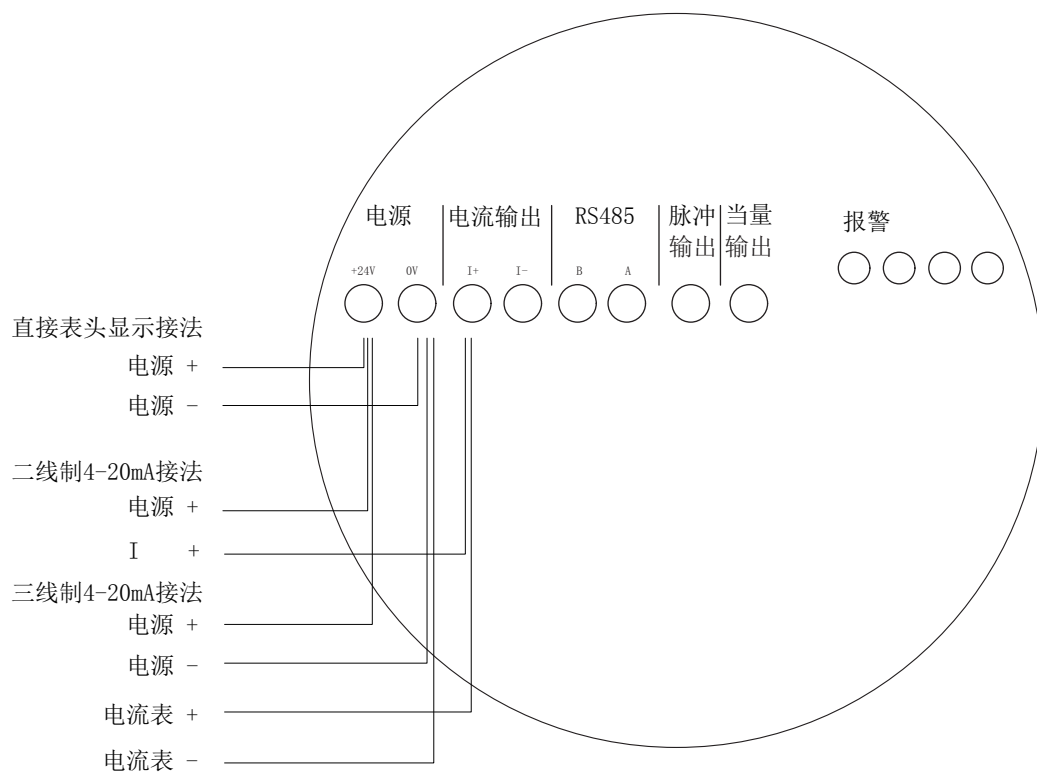 电源
电流输出
RS485
脉冲
输出
当量
输出
报警
+24V
0V
I+
I-
B
A
直接表头显示接法
电源 +
电源 -
二线制4-20mA接法
电源 +
I +
三线制4-20mA接法
电源 +
电源 -
电流表 +
电流表 -